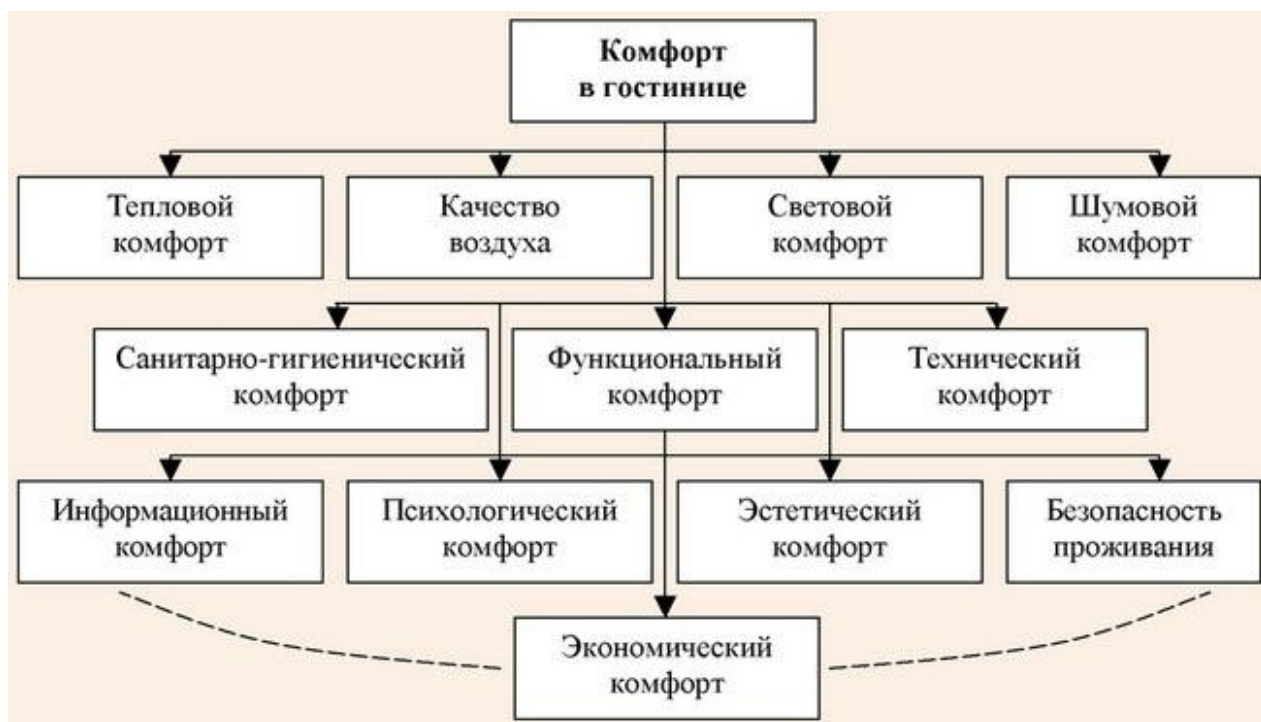 Комфорт
в гостинице
Тепловой
комфорт
Качество
воздуха
Световой
комфорт
Шумовой
комфорт
Санитарно-гигиенический
комфорт
Функциональный
комфорт
Технический
комфорт
Информационный
комфорт
Психологический
комфорт
Эстетический
комфорт
Безопасность
проживания
Экономический
комфорт